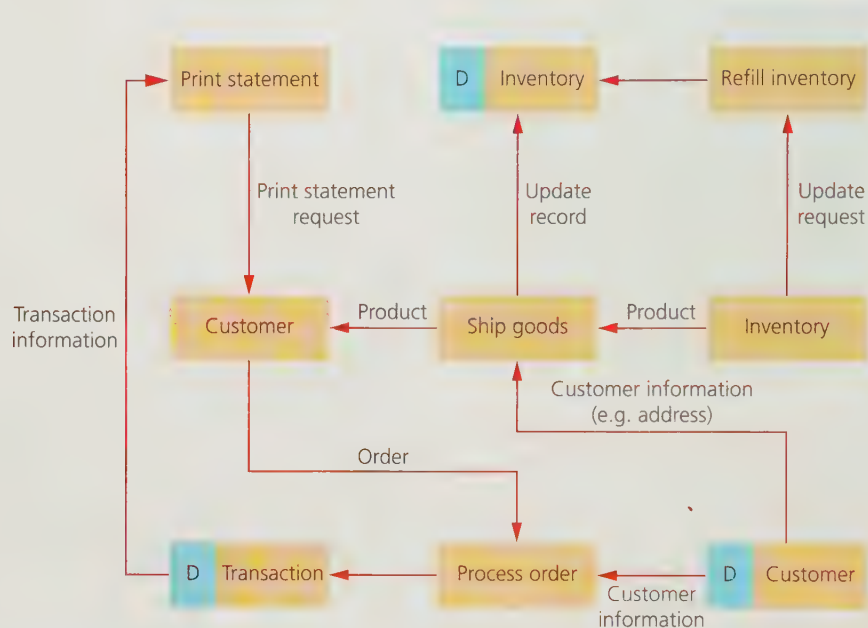 Print statement
D Inventory
Refill inventory
Print statement
request
Update
record
Update
request
Transaction
information
Customer
Product
Ship goods
Product
Inventory
Customer information
(e.g. address)
Order
D Transaction
Process order
D Customer
Customer
information